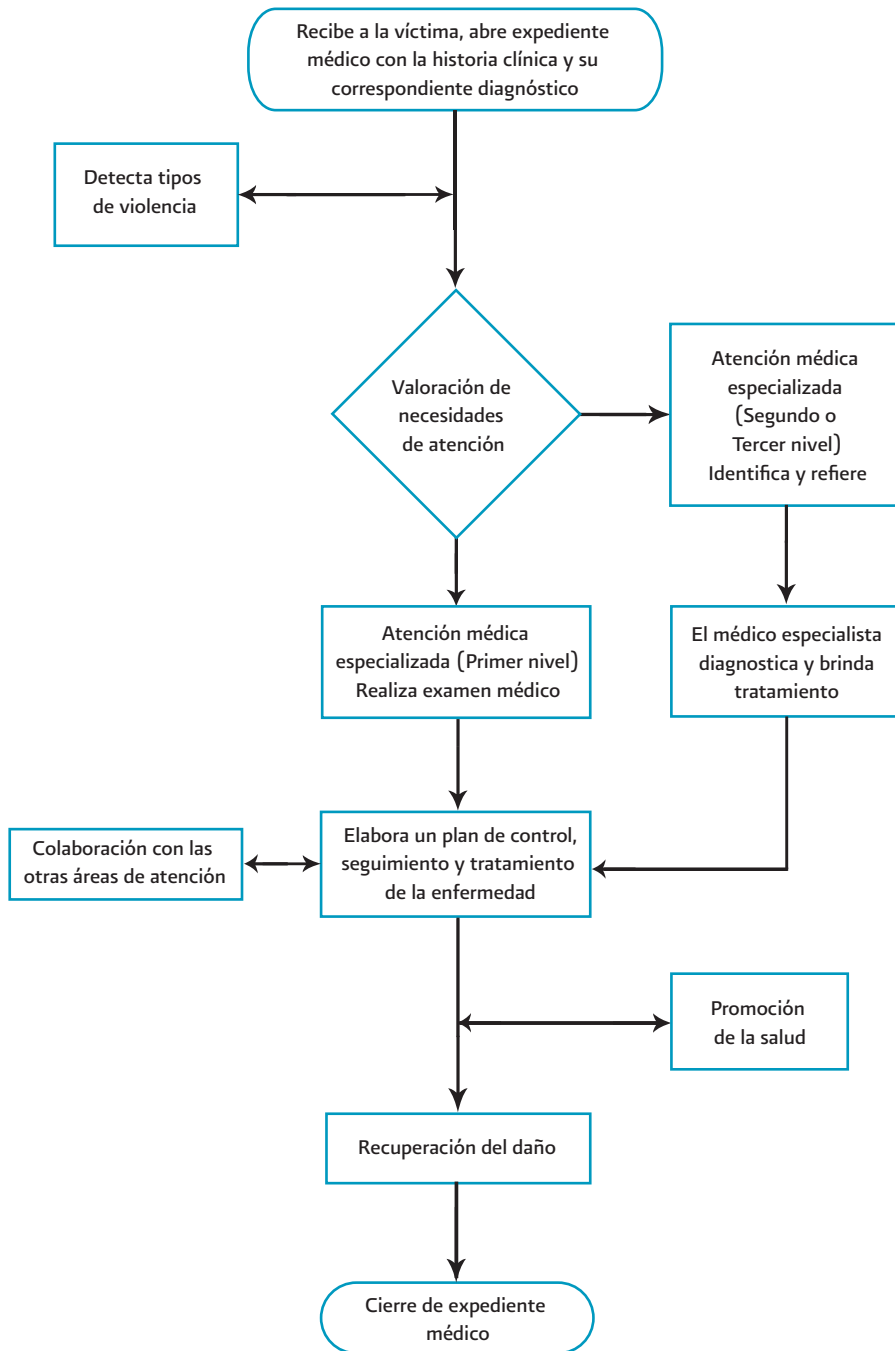 Recibe a la víctima, abre expediente
médico con la historia clínica y su
correspondiente diagnóstico
Detecta tipos
de violencia
Valoración de
necesidades
de atención
Atención médica
especializada
(Segundo o
Tercer nivel)
Identifica y refiere
Atención médica
especializada (Primer nivel)
Realiza examen médico
El médico especialista
diagnostica y brinda
tratamiento
Colaboración con las
otras áreas de atención
Elabora un plan de control,
seguimiento y tratamiento
de la enfermedad
Promoción
de la salud
Recuperación del daño
Cierre de expediente
médico